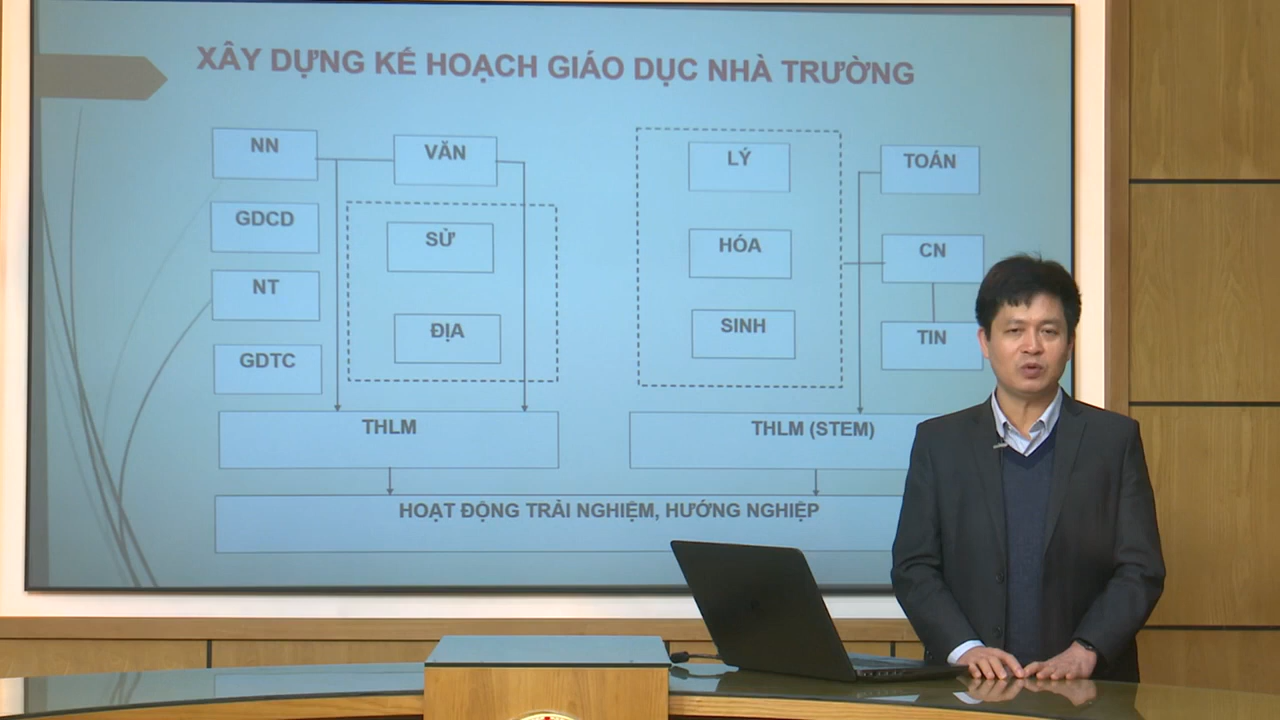 XÂY DỰNG KẾ HOẠCH GIÁO DỤC NHÀ TRƯỜNG
NN
VĂN
LÝ
TOÁN
GDCD
SỬ
HÓA
CN
NT
ĐỊA
SINH
TIN
GDTC
THLM
THLM (STEM)
HOẠT ĐỘNG TRẢI NGHIỆM, HƯỚNG NGHIỆP